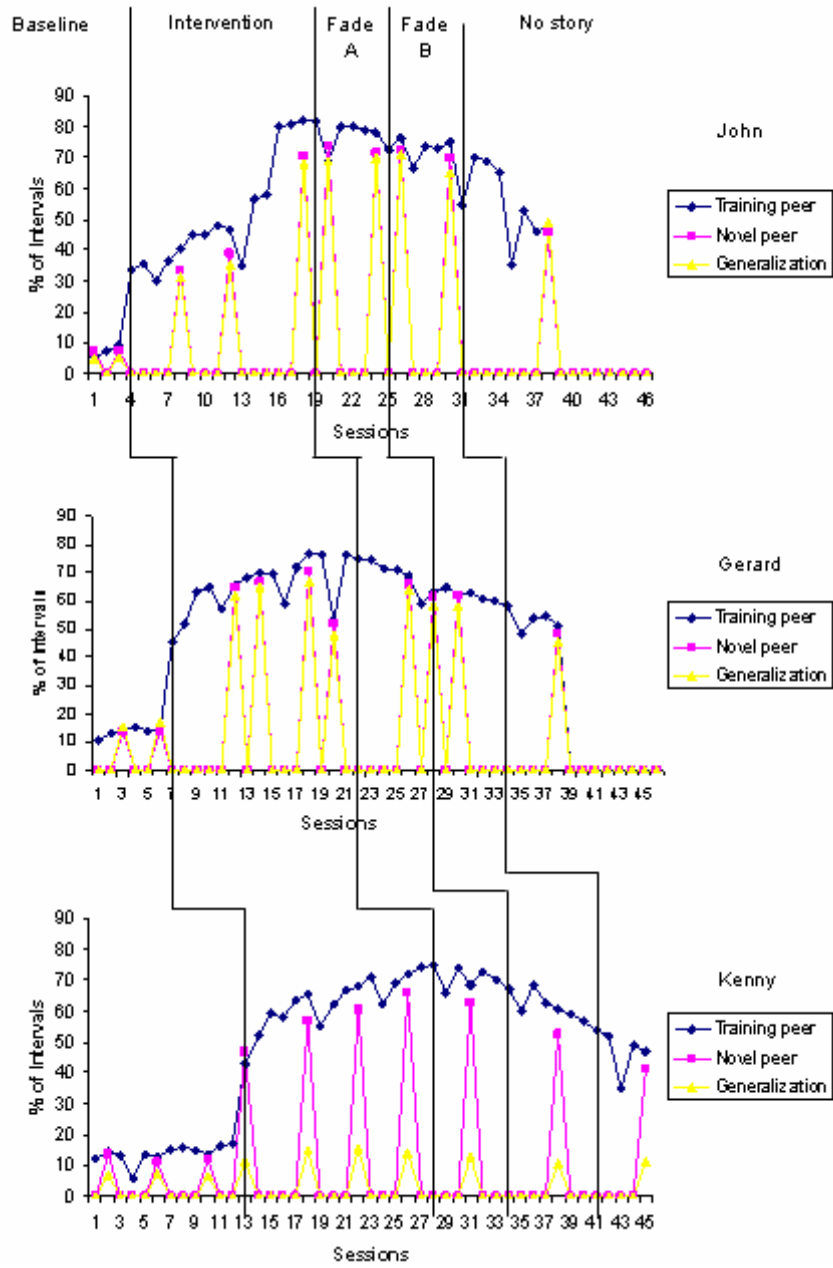 Baseline Intervention Fade A Fade B No story
John
% of Intervals
90
80
70
60
50
40
30
20
10
0
1 4 7 10 13 16 19 22 25 28 31 34 37 40 43 46
Sessions
Training peer
Novel peer
Generalization
Gerard
% of Intervals
90
80
70
60
50
40
30
20
10
0
1 3 5 7 9 11 13 15 17 19 21 23 25 27 29 31 33 35 37 39 41 43 45
Sessions
Training peer
Novel peer
Generalization
Kenny
% of Intervals
90
80
70
60
50
40
30
20
10
0
1 3 5 7 9 11 13 15 17 19 21 23 25 27 29 31 33 35 37 39 41 43 45
Sessions
Training peer
Novel peer
Generalization